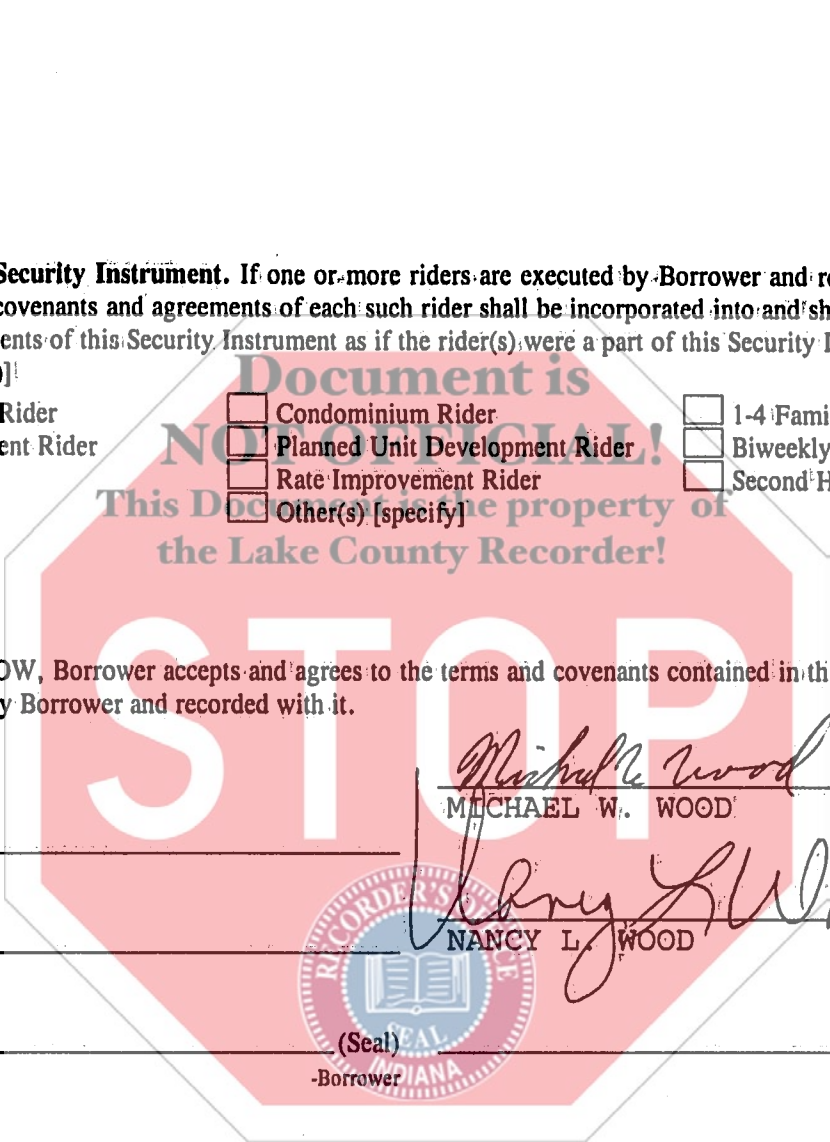 Security Instrument. If one or more riders are executed by Borrower and re
covenants and agreements of each such rider shall be incorporated into and sh
ents of this Security Instrument as if the rider(s) were a part of this Security I
)]
Document is
Rider Condominium Rider 1-4 Fami
NOT OFFICIAL!
ent Rider Planned Unit Development Rider Biweekly
Rate Improvement Rider Second H
This Document is the property of
Other(s) [specify]
the Lake County Recorder!
STOP
OW, Borrower accepts and agrees to the terms and covenants contained in th
y Borrower and recorded with it.
Michael W Wood
MICHAEL W. WOOD
Nancy L W
NANCY L. WOOD
RECORDER'S OFFICE
SEAL
INDIANA
(Seal)
-Borrower